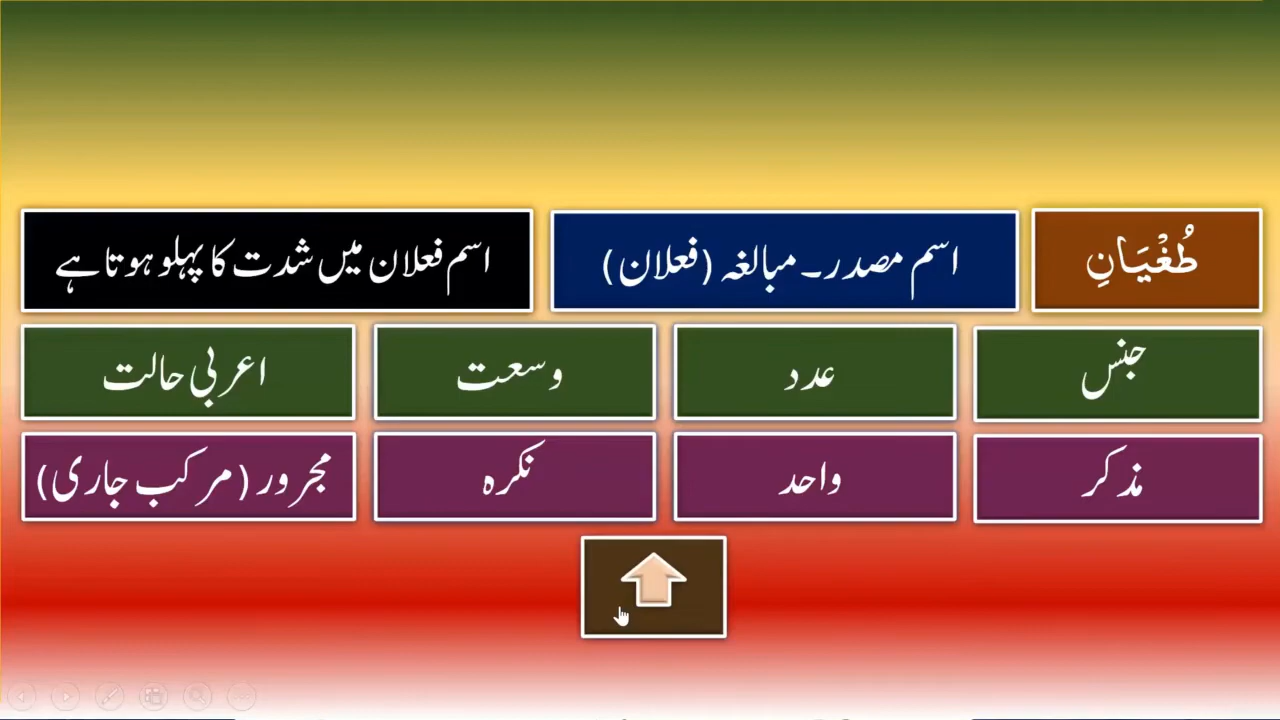 طُغْيَانِ
اسم مصدر۔ مبالغہ (فعلان)
اسم فعلان میں شدت کا پہلو ہوتا ہے
جنس
عدد
وسعت
اعربی حالت
مذکر
واحد
نکرہ
مجرور (مرکب جاری)